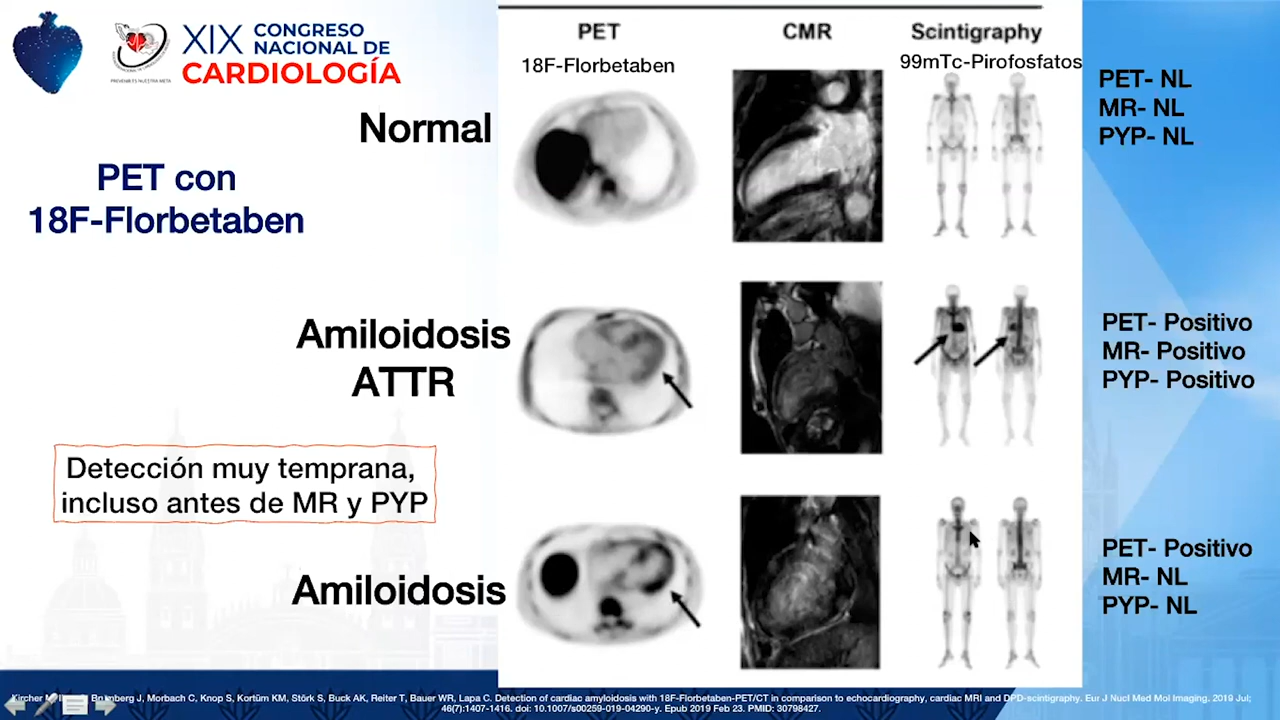 XIX CONGRESO
NACIONAL DE
CARDIOLOGÍA
PET con
18F-Florbetaben
PET
CMR
Scintigraphy
18F-Florbetaben
99mTc-Pirofosfatos
Normal
PET- NL
MR- NL
PYP- NL
Amiloidosis
ATTR
PET- Positivo
MR- Positivo
PYP- Positivo
Detección muy temprana,
incluso antes de MR y PYP
Amiloidosis
PET- Positivo
MR- NL
PYP- NL
J, Morbach C, Knop S, Kortüm KM, Störk S, Buck AK, Reiter T, Bauer WR, Lapa C. Detection of cardiac amyloidosis with 18F-Florbetaben-PET/CT in comparison to echocardiography, cardiac MRI and DPD-scintigraphy. Eur J Nucl Med Mol Imaging. 2019 Jul;
46(7):1407-1416. doi: 10.1007/s00259-019-04290-y. Epub 2019 Feb 23. PMID: 30798427.